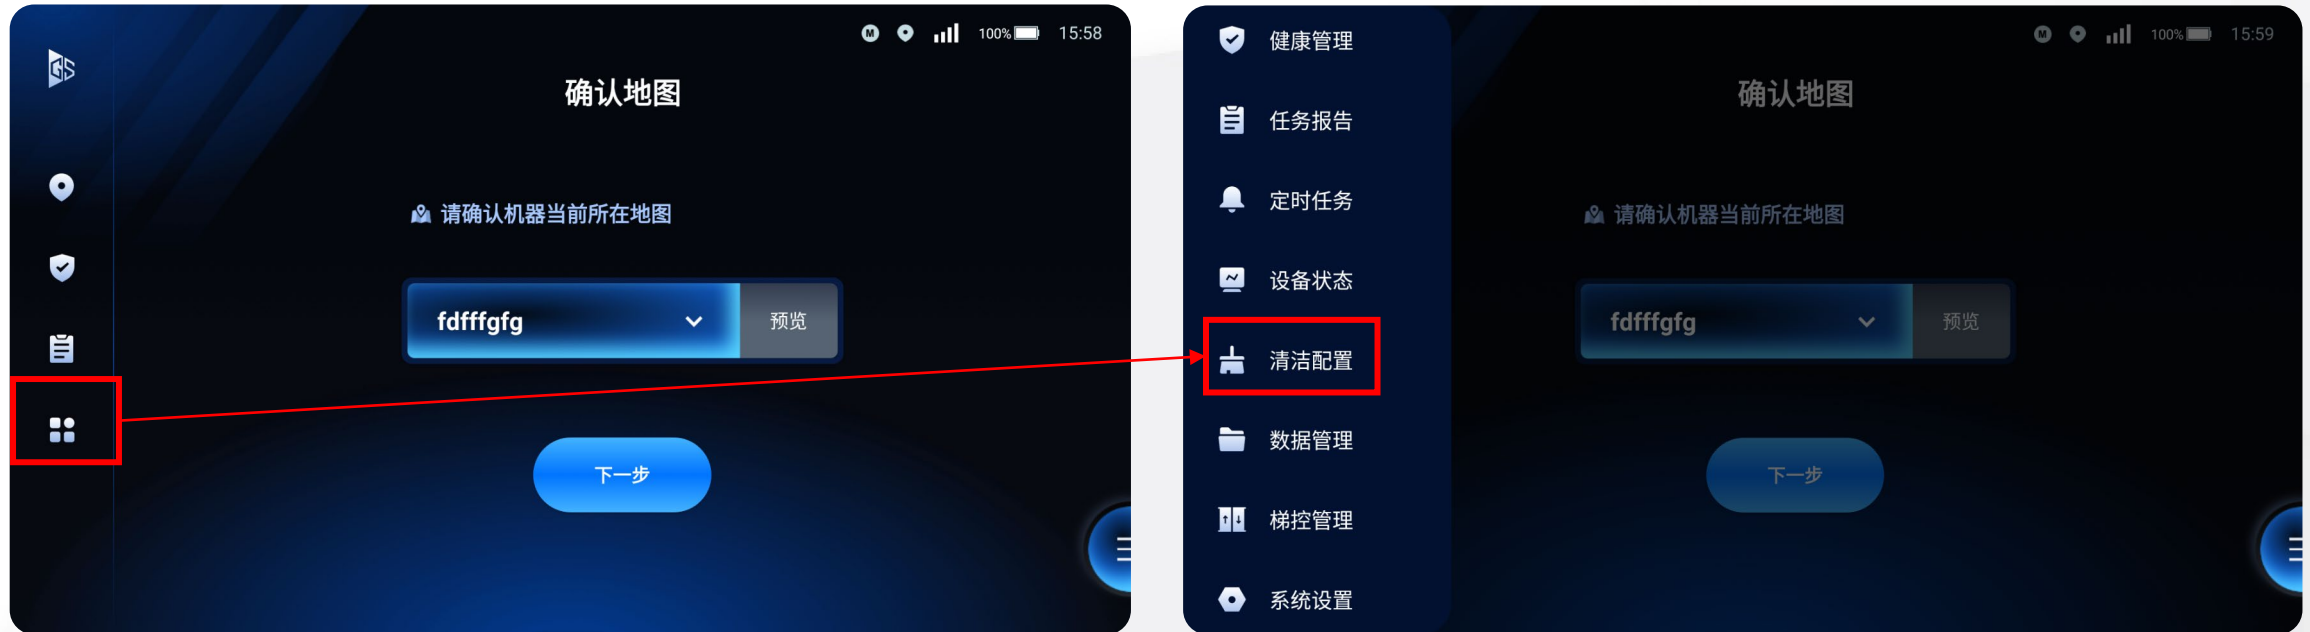 GS
M
100%
15:58
确认地图
请确认机器当前所在地图
fdfffgfg
预览
下一步
健康管理
任务报告
定时任务
设备状态
清洁配置
数据管理
梯控管理
系统设置
M
100%
15:59
确认地图
请确认机器当前所在地图
fdfffgfg
预览
下一步